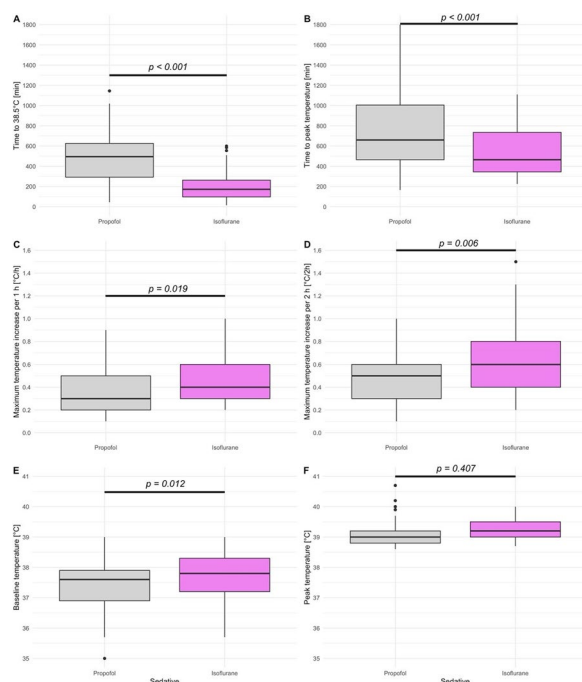 A
B
p < 0.001
p < 0.001
Time to 38.5°C [min]
1800
1600
1400
1200
1000
800
600
400
200
0
Propofol
Isoflurane
Time to peak temperature [min]
1800
1600
1400
1200
1000
800
600
400
200
0
Propofol
Isoflurane
C
D
p = 0.019
p = 0.006
Maximum temperature increase per 1 h [°C/h]
1.6
1.4
1.2
1.0
0.8
0.6
0.4
0.2
0.0
Propofol
Isoflurane
Maximum temperature increase per 2 h [°C/2h]
1.6
1.4
1.2
1.0
0.8
0.6
0.4
0.2
0.0
Propofol
Isoflurane
E
F
p = 0.012
p = 0.407
Baseline temperature [°C]
41
40
39
38
37
36
35
Propofol
Isoflurane
Sedative
Peak temperature [°C]
41
40
39
38
37
36
35
Propofol
Isoflurane
Sedative